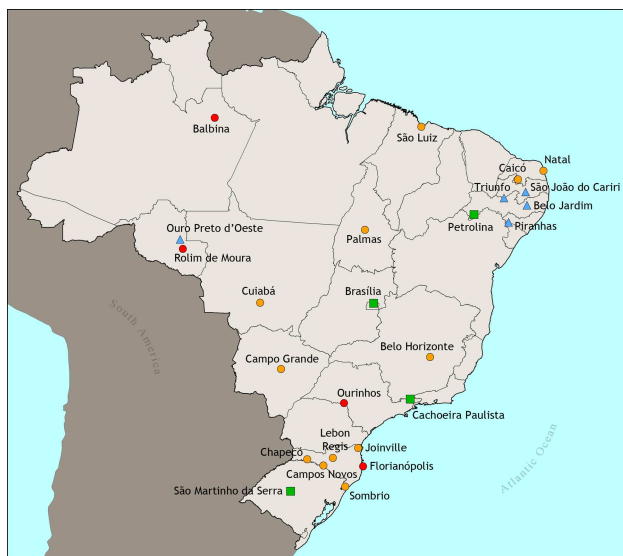 Balbina
São Luiz
Natal
Caicó
Triunfo
São João do Cariri
Belo Jardim
Petrolina
Piranhas
Ouro Preto d'Oeste
Rolim de Moura
Palmas
Cuiabá
Brasília
South America
Belo Horizonte
Campo Grande
Ourinhos
Cachoeira Paulista
Lebon
Regis
Joinville
Chapecó
Florianópolis
Campos Novos
Atlantic Ocean
São Martinho da Serra
Sombrio